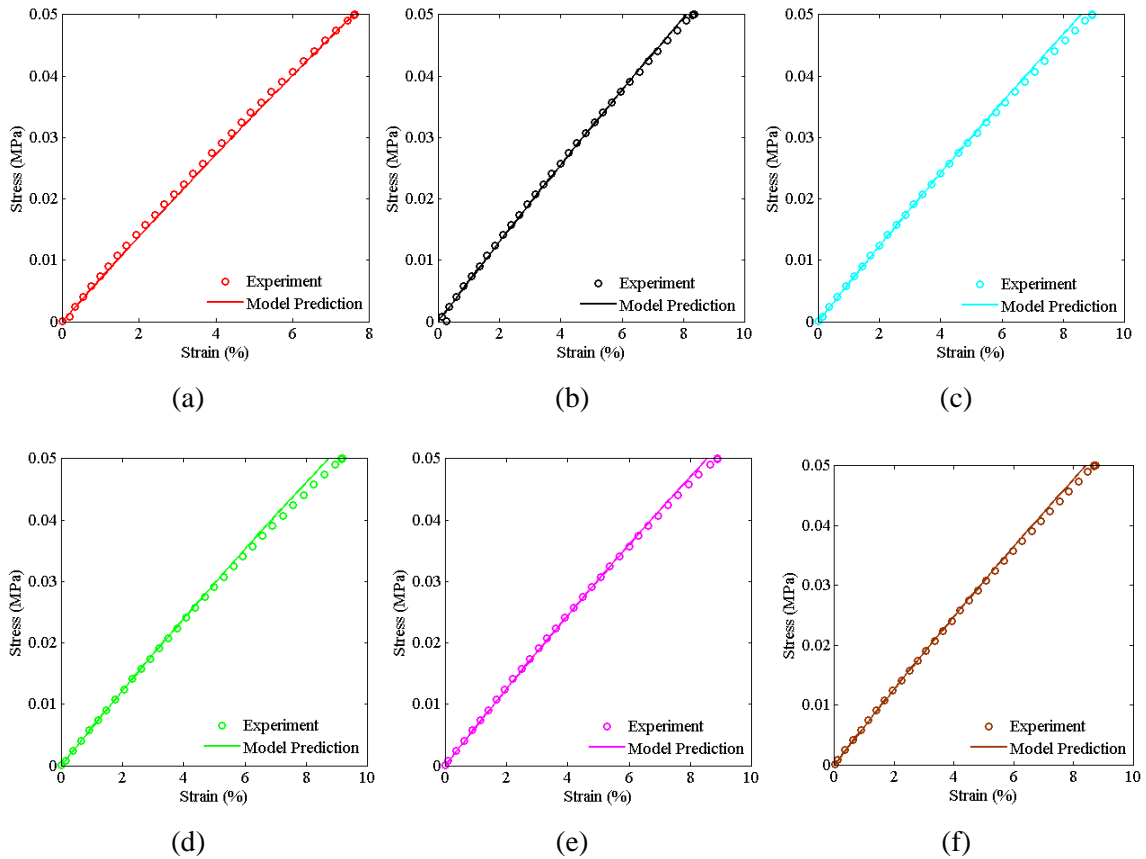 0.05
0.04
0.03
0.02
0.01
0
Stress (MPa)
Experiment
Model Prediction
0 2 4 6 8
Strain (%)
(a)
0.05
0.04
0.03
0.02
0.01
0
Stress (MPa)
Experiment
Model Prediction
0 2 4 6 8 10
Strain (%)
(b)
0.05
0.04
0.03
0.02
0.01
0
Stress (MPa)
Experiment
Model Prediction
0 2 4 6 8 10
Strain (%)
(c)
0.05
0.04
0.03
0.02
0.01
0
Stress (MPa)
Experiment
Model Prediction
0 2 4 6 8 10
Strain (%)
(d)
0.05
0.04
0.03
0.02
0.01
0
Stress (MPa)
Experiment
Model Prediction
0 2 4 6 8 10
Strain (%)
(e)
0.05
0.04
0.03
0.02
0.01
0
Stress (MPa)
Experiment
Model Prediction
0 2 4 6 8 10
Strain (%)
(f)